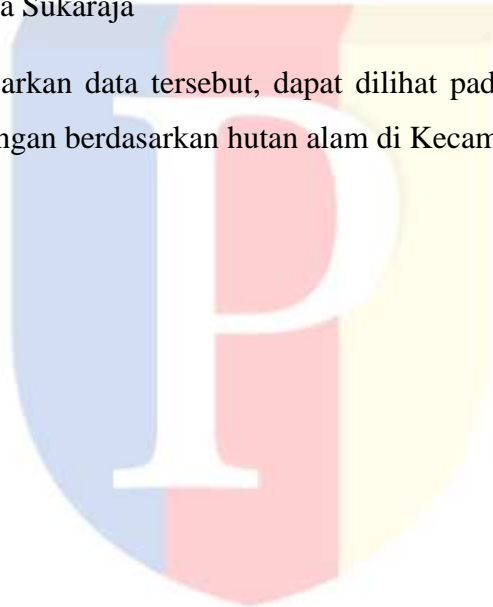 a Sukaraja
arkan data tersebut, dapat dilihat pad
ngan berdasarkan hutan alam di Kecam
P